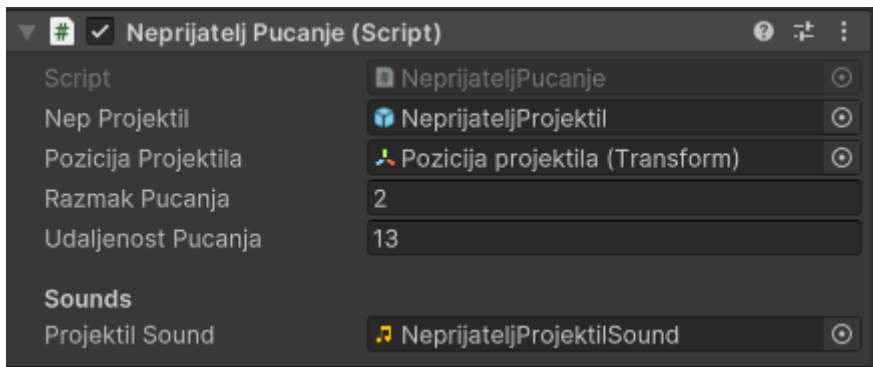 # Neprijatelj Pucanje (Script)
Script NeprijateljPucanje
Nep Projektil NeprijateljProjektil
Pozicija Projektila Pozicija projektila (Transform)
Razmak Pucanja 2
Udaljenost Pucanja 13
Sounds
Projektil Sound NeprijateljProjektilSound